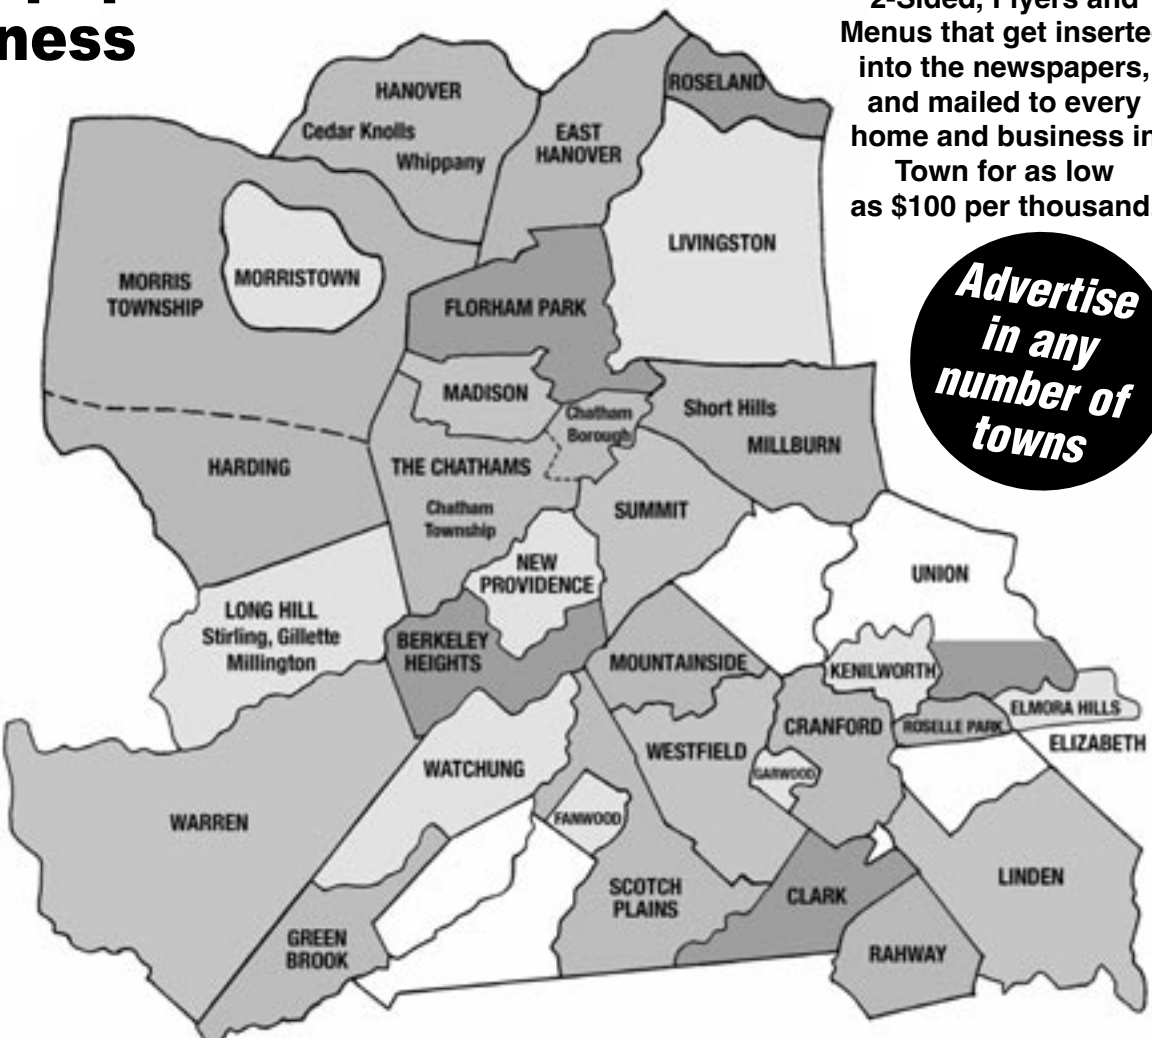 ness
2-Sided, Flyers and
Menus that get inserte
into the newspapers,
and mailed to every
home and business in
Town for as low
as $100 per thousand.
Advertise
in any
number of
towns
HANOVER
Cedar Knolls
Whippany
EAST
HANOVER
ROSELAND
LIVINGSTON
MORRIS
TOWNSHIP
MORRISTOWN
FLORHAM PARK
MADISON
Chatham
Borough
Short Hills
MILLBURN
HARDING
THE CHATHAMS
Chatham
Township
SUMMIT
NEW
PROVIDENCE
UNION
LONG HILL
Stirling, Gillette
Millington
BERKELEY
HEIGHTS
MOUNTAINSIDE
KENILWORTH
ELMORA HILLS
ROSELLE PARK
ELIZABETH
CRANFORD
WESTFIELD
GARWOOD
WATCHUNG
FANWOOD
WARREN
SCOTCH
PLAINS
CLARK
LINDEN
GREEN
BROOK
RAHWAY